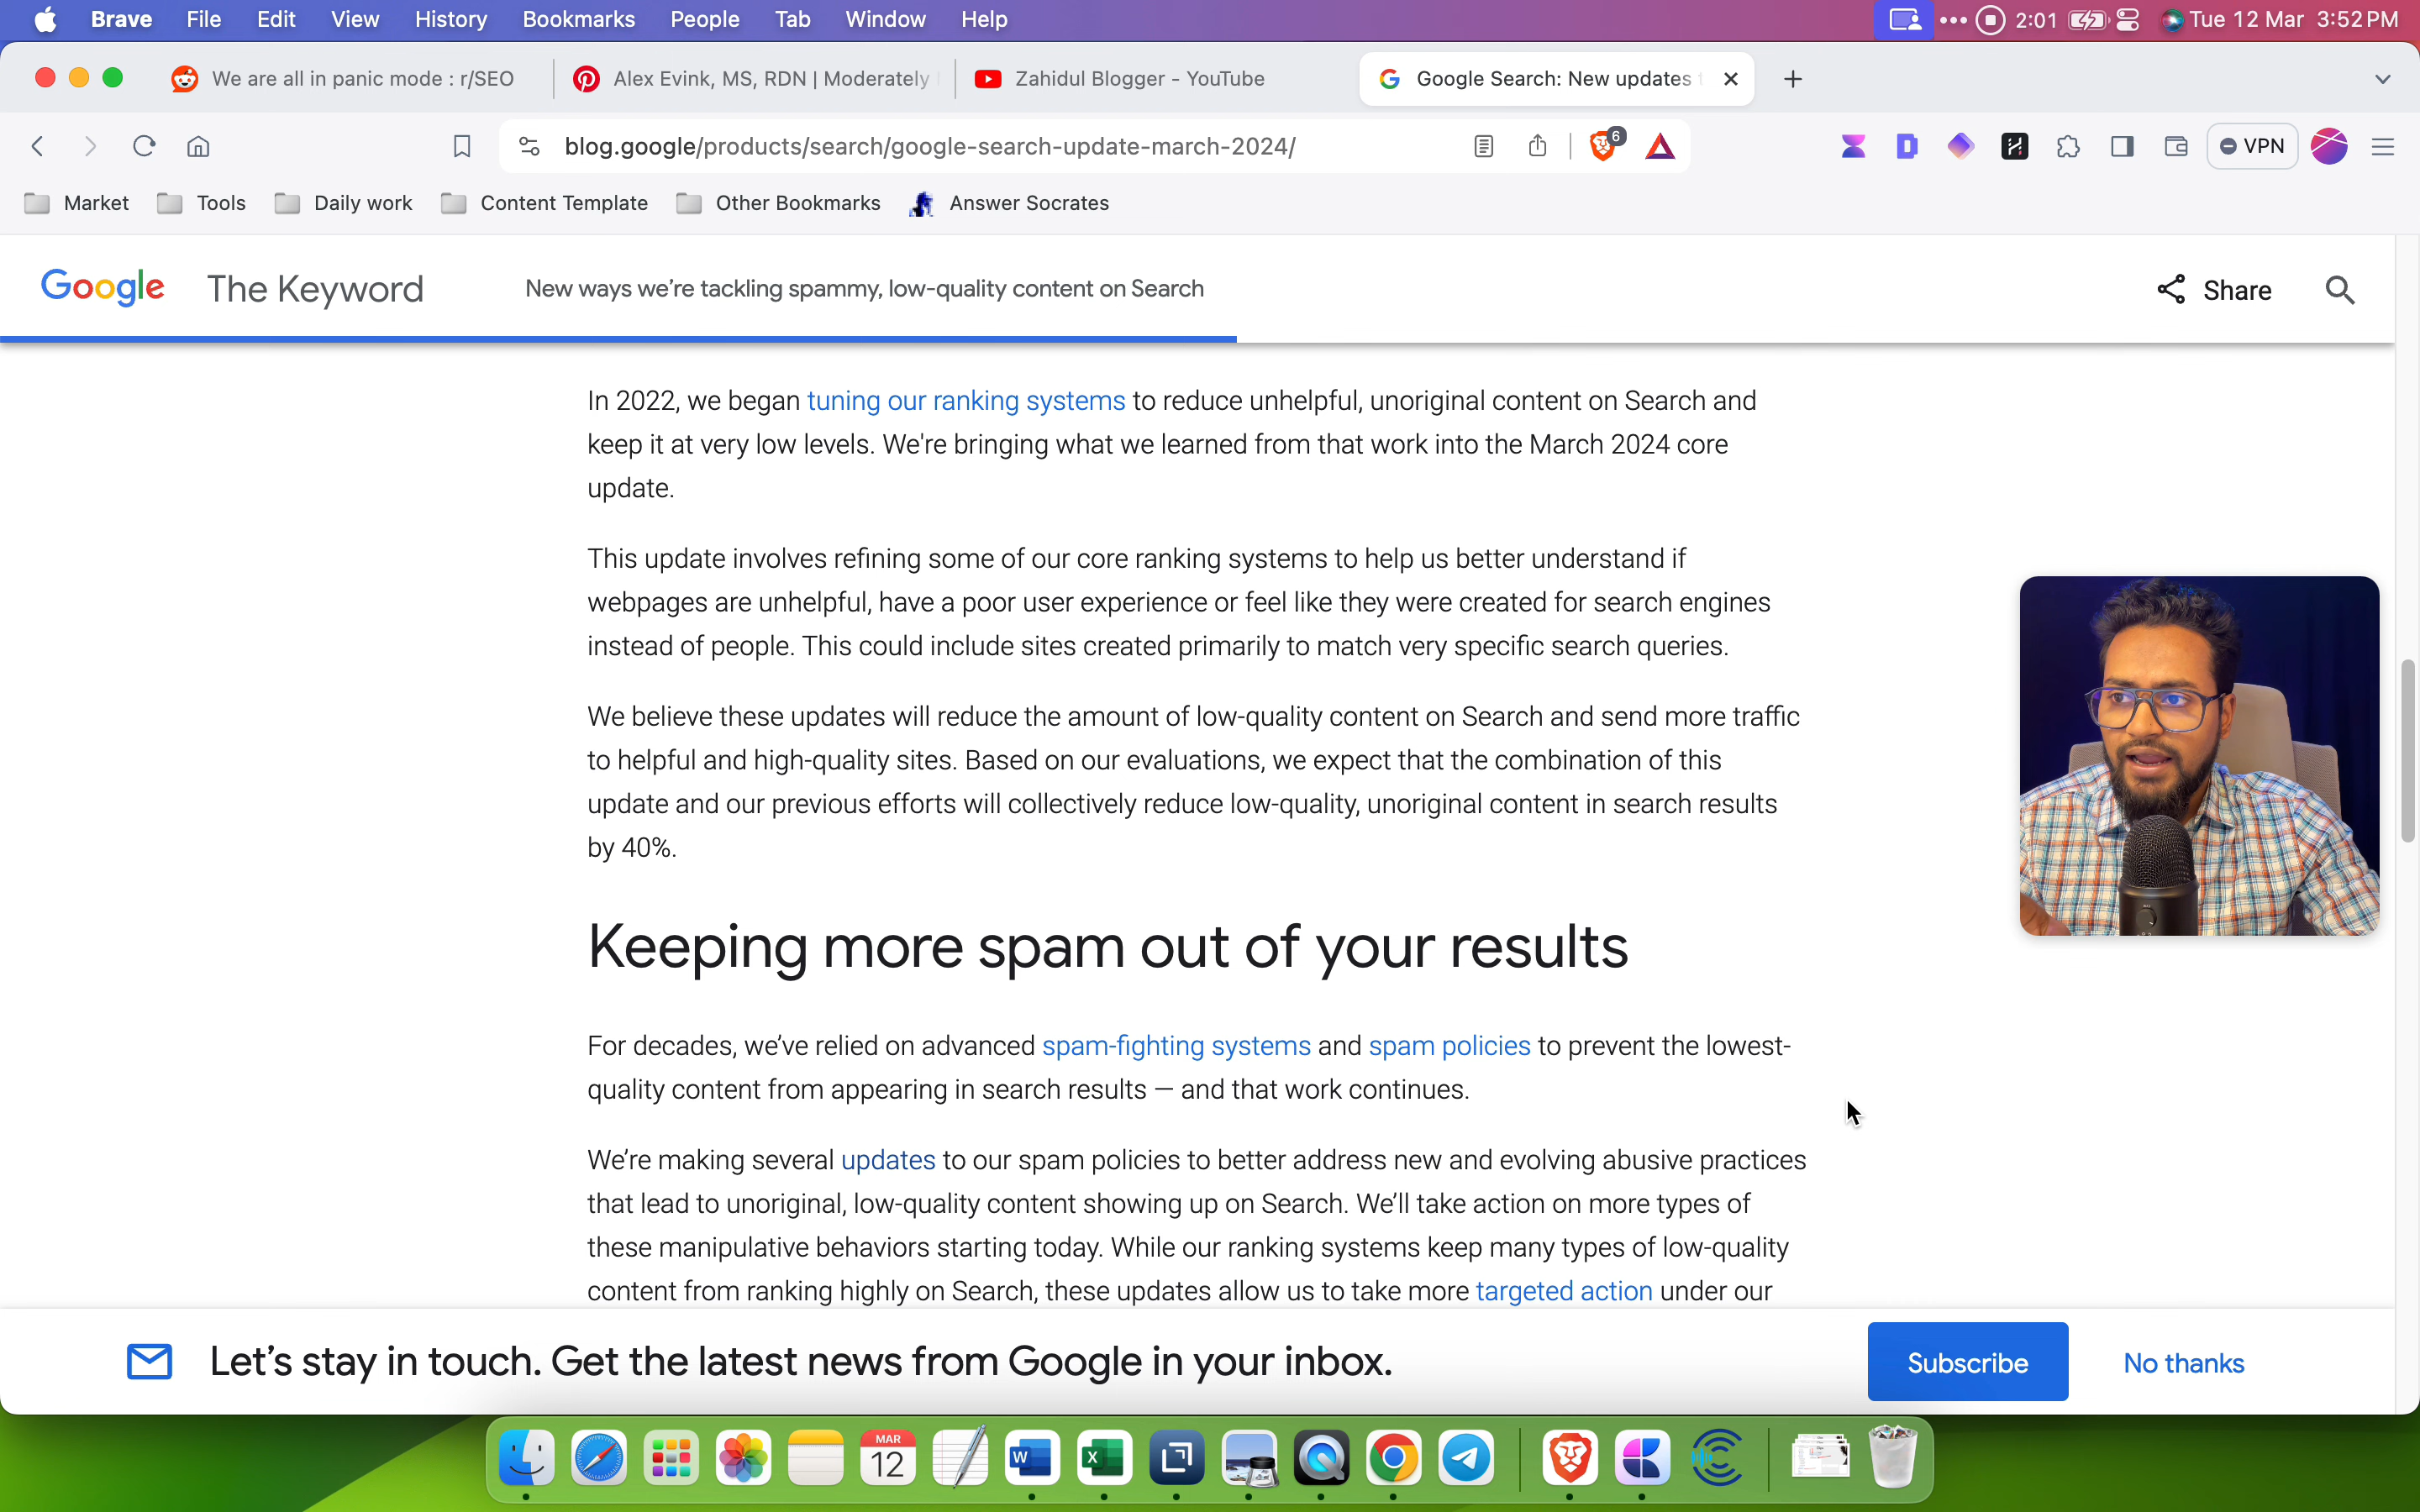 Brave File Edit View History Bookmarks People Tab Window Help 2:01 Tue 12 Mar 3:52 PM
We are all in panic mode : r/SEO Alex Evink, MS, RDN | Moderately Zahidul Blogger - YouTube Google Search: New updates
blog.google/products/search/google-search-update-march-2024/ 6 VPN
Market Tools Daily work Content Template Other Bookmarks Answer Socrates
Google The Keyword New ways we’re tackling spammy, low-quality content on Search Share
In 2022, we began tuning our ranking systems to reduce unhelpful, unoriginal content on Search and
keep it at very low levels. We're bringing what we learned from that work into the March 2024 core
update.
This update involves refining some of our core ranking systems to help us better understand if
webpages are unhelpful, have a poor user experience or feel like they were created for search engines
instead of people. This could include sites created primarily to match very specific search queries.
We believe these updates will reduce the amount of low-quality content on Search and send more traffic
to helpful and high-quality sites. Based on our evaluations, we expect that the combination of this
update and our previous efforts will collectively reduce low-quality, unoriginal content in search results
by 40%.
Keeping more spam out of your results
For decades, we’ve relied on advanced spam-fighting systems and spam policies to prevent the lowest-
quality content from appearing in search results — and that work continues.
We’re making several updates to our spam policies to better address new and evolving abusive practices
that lead to unoriginal, low-quality content showing up on Search. We’ll take action on more types of
these manipulative behaviors starting today. While our ranking systems keep many types of low-quality
content from ranking highly on Search, these updates allow us to take more targeted action under our
Let’s stay in touch. Get the latest news from Google in your inbox. Subscribe No thanks
MAR
12
W
X